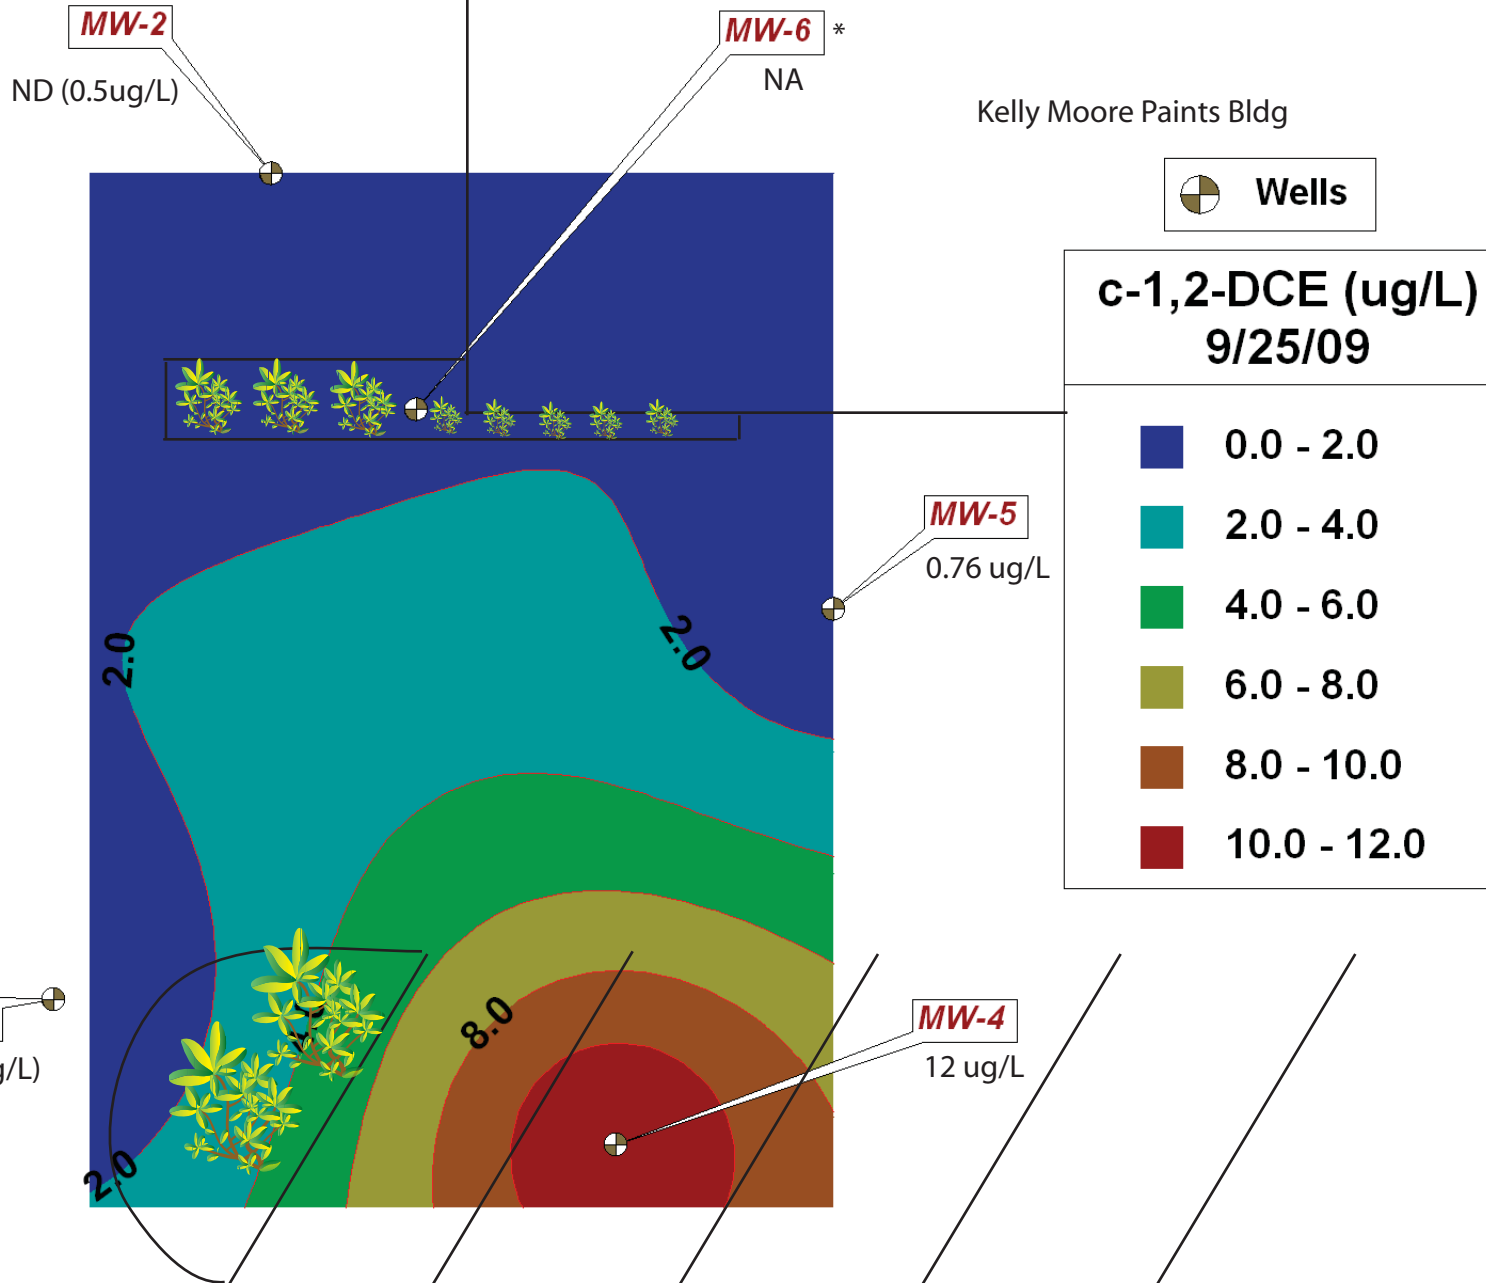 MW-2
ND (0.5ug/L)
MW-6 *
NA
Kelly Moore Paints Bldg
Wells
c-1,2-DCE (ug/L)
9/25/09
0.0 - 2.0
2.0 - 4.0
4.0 - 6.0
6.0 - 8.0
8.0 - 10.0
10.0 - 12.0
MW-5
0.76 ug/L
2.0
2.0
8.0
MW-4
12 ug/L
g/L)
2.0